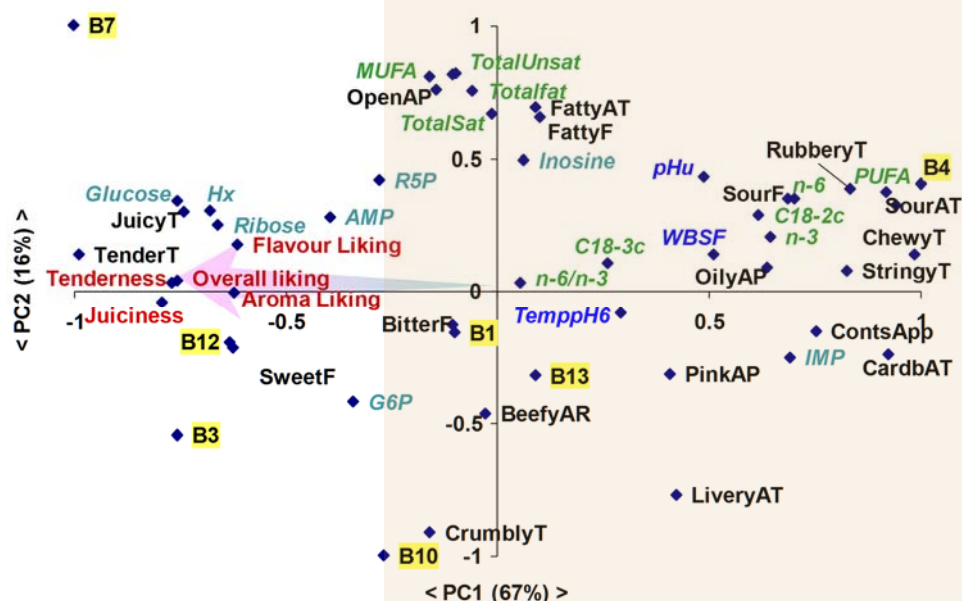 1
B7
MUFA
TotalUnsat
OpenAP
Totalfat
TotalSat
FattyAT
FattyF
RubberyT
0.5
Inosine
pHu
PUFA
B4
R5P
Glucose
Hx
SourF
n-6
SourAT
JuicyT
Ribose
AMP
C18-2c
Flavour Liking
WBSF
n-3
ChewyT
TenderT
C18-3c
Tenderness
Overall liking
n-6/n-3
OilyAP
StringyT
0
Aroma Liking
-1
-0.5
0.5
1
Juiciness
TemppH6
BitterF
B1
ContsApp
B12
IMP
CardbAT
SweetF
B13
PinkAP
G6P
BeefyAR
-0.5
B3
LiveryAT
CrumblyT
B10
-1
< PC1 (67%) >
< PC2 (16%) >